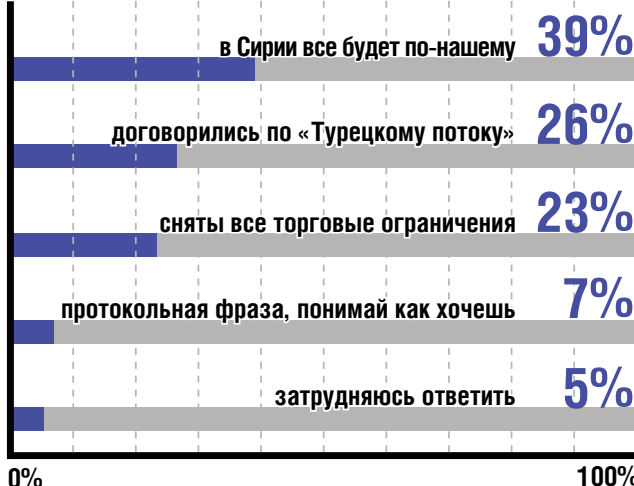 в Сирии все будет по-нашему 39%
договорились по «Турецкому потоку» 26%
сняты все торговые ограничения 23%
протокольная фраза, понимай как хочешь 7%
затрудняюсь ответить 5%
0% 100%